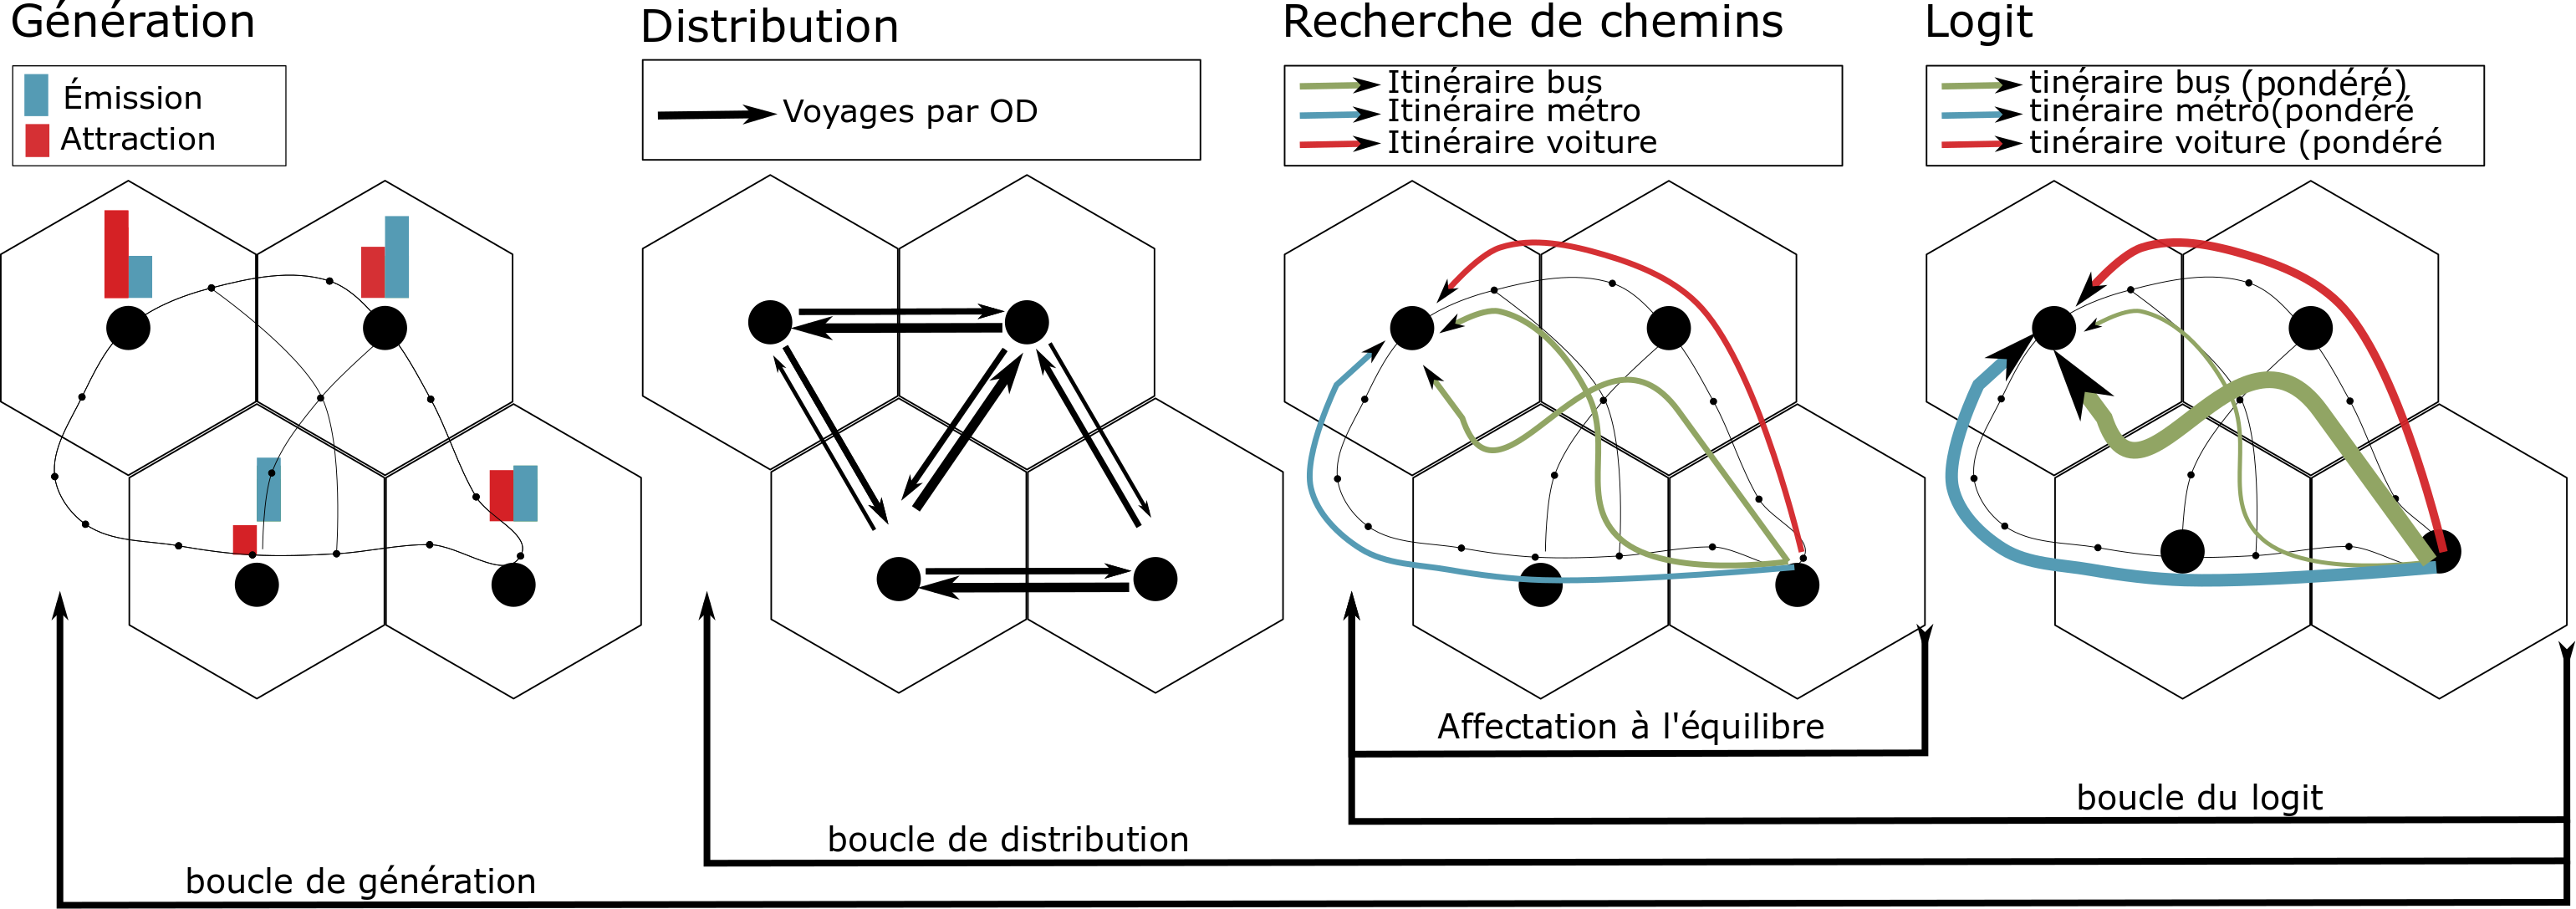 Génération
Émission
Attraction
Distribution
Voyages par OD
Recherche de chemins
Itinéraire bus
Itinéraire métro
Itinéraire voiture
Logit
tinéraire bus (pondéré)
tinéraire métro(pondéré
tinéraire voiture (pondéré
Affectation à l'équilibre
boucle du logit
boucle de distribution
boucle de génération